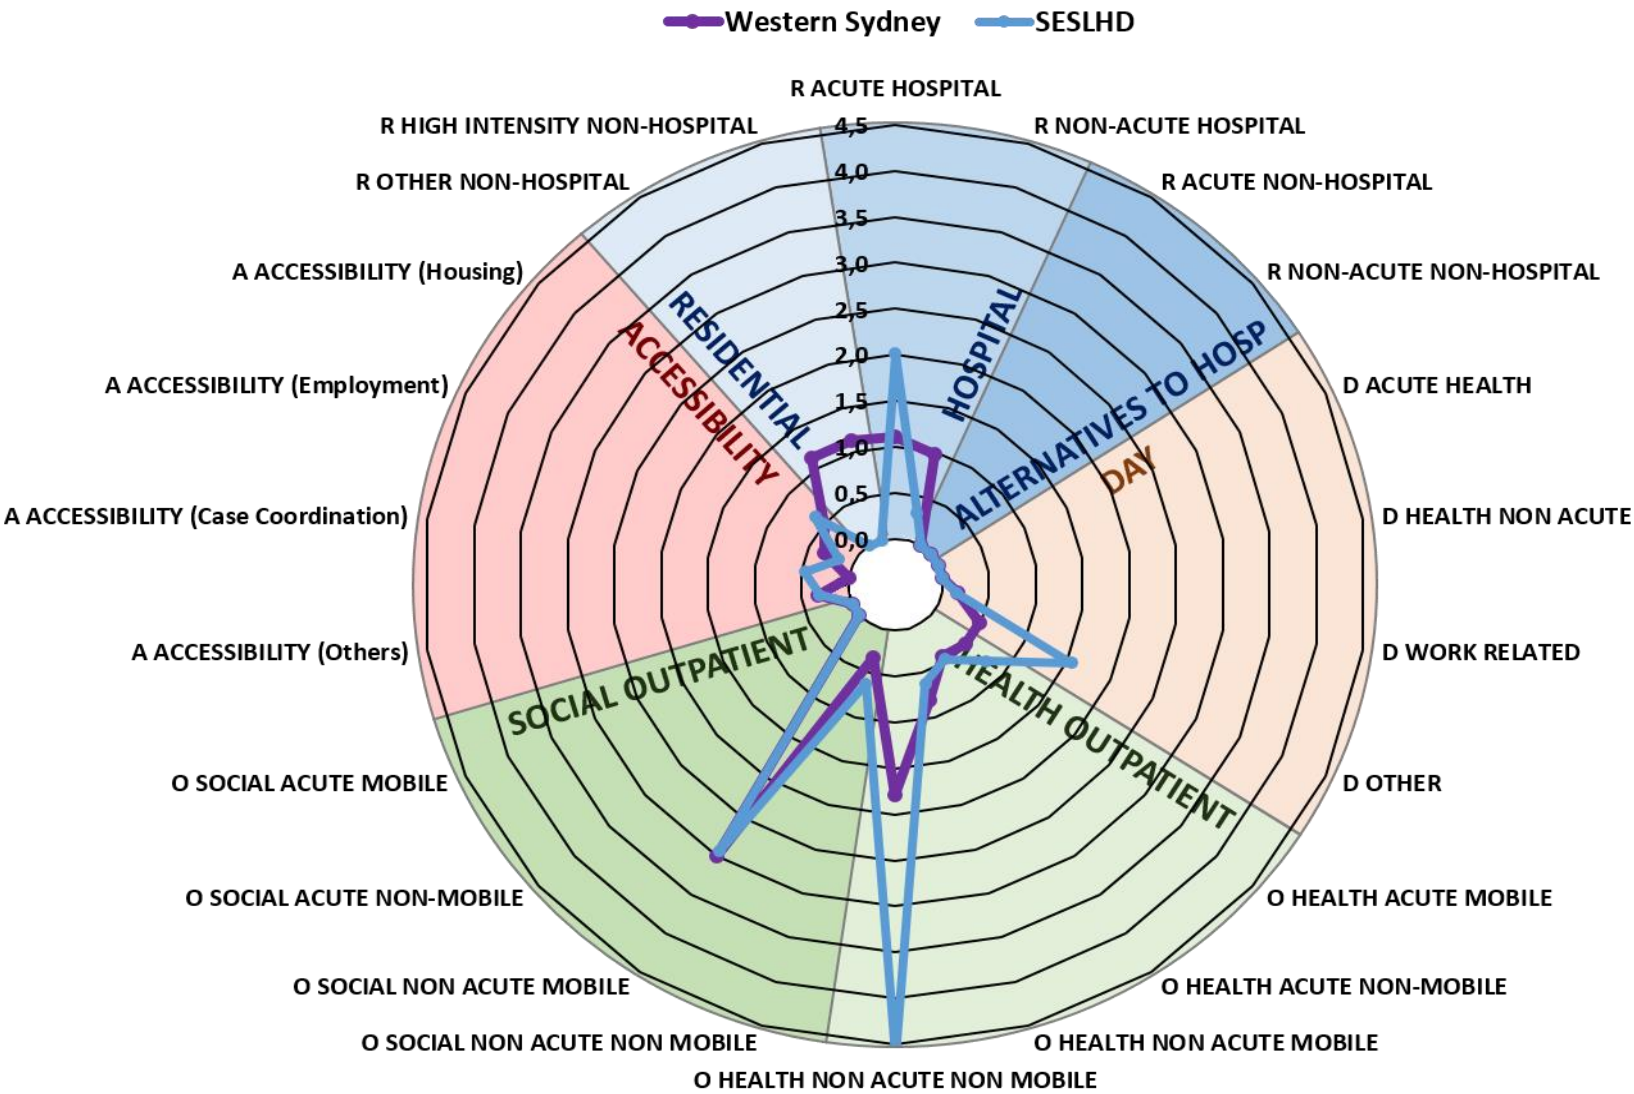 Western Sydney
SESLHD
R ACUTE HOSPITAL
R HIGH INTENSITY NON-HOSPITAL
4,5
R NON-ACUTE HOSPITAL
R OTHER NON-HOSPITAL
4,0
R ACUTE NON-HOSPITAL
3,5
A ACCESSIBILITY (Housing)
3,0
R NON-ACUTE NON-HOSPITAL
RESIDENTIAL
HOSPITAL
2,5
ACCESSIBILITY
ALTERNATIVES TO HOSP
2,0
A ACCESSIBILITY (Employment)
D ACUTE HEALTH
1,5
1,0
DAY
0,5
A ACCESSIBILITY (Case Coordination)
D HEALTH NON ACUTE
0,0
A ACCESSIBILITY (Others)
SOCIAL OUTPATIENT
HEALTH OUTPATIENT
D WORK RELATED
O SOCIAL ACUTE MOBILE
D OTHER
O SOCIAL ACUTE NON-MOBILE
O HEALTH ACUTE MOBILE
O SOCIAL NON ACUTE MOBILE
O HEALTH ACUTE NON-MOBILE
O SOCIAL NON ACUTE NON MOBILE
O HEALTH NON ACUTE MOBILE
O HEALTH NON ACUTE NON MOBILE